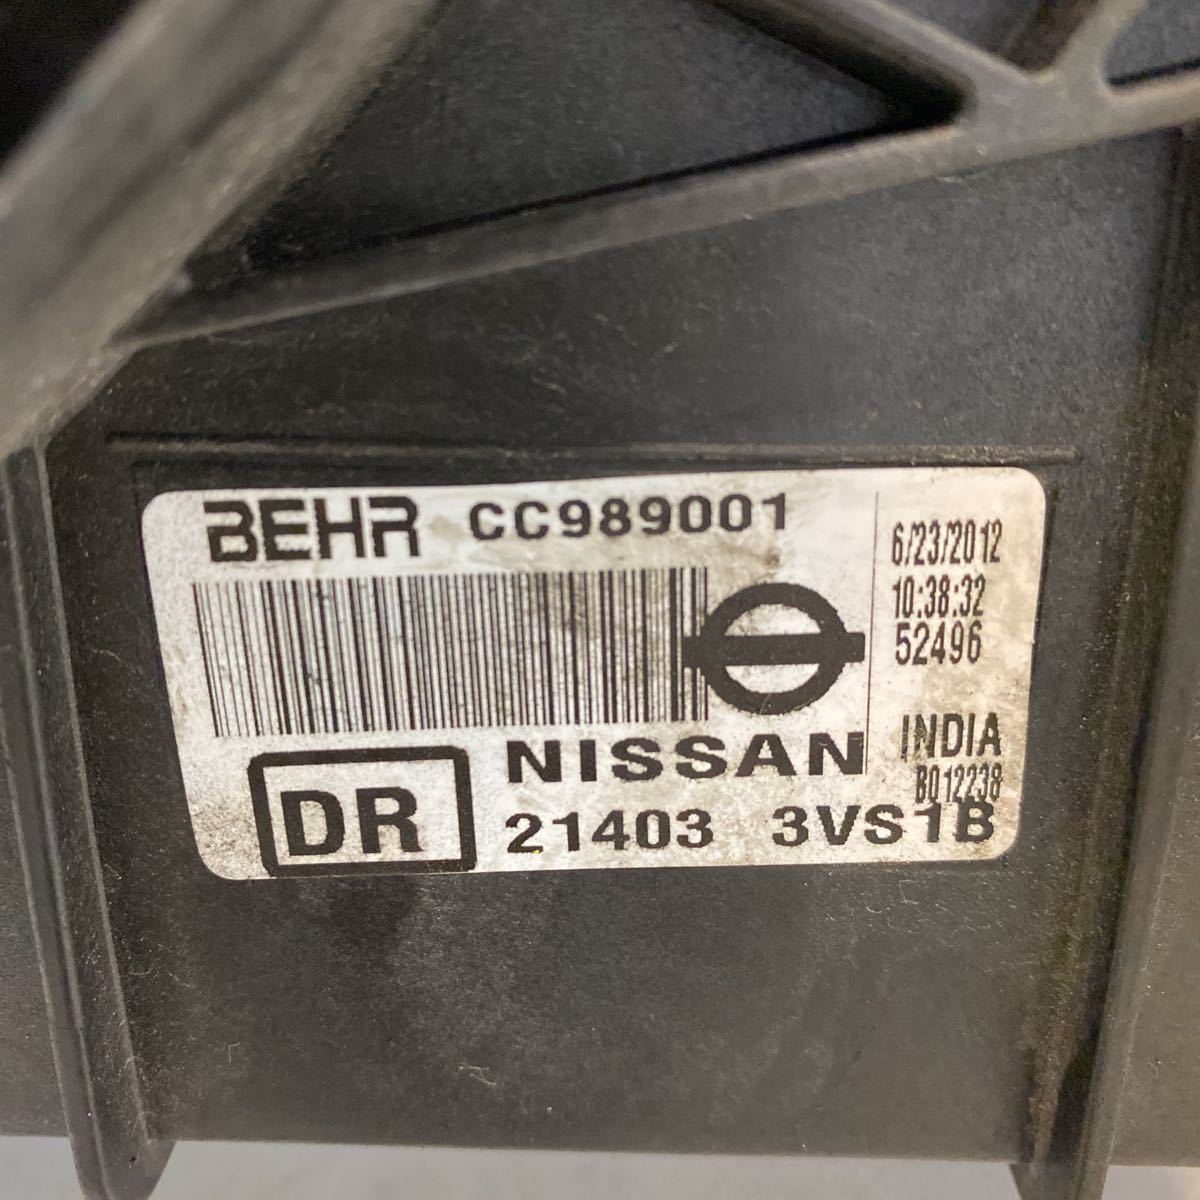 BEHR CC989001
6/23/2012
10:38:32
52496
INDIA
B012238
DR
NISSAN
21403 3VS1B